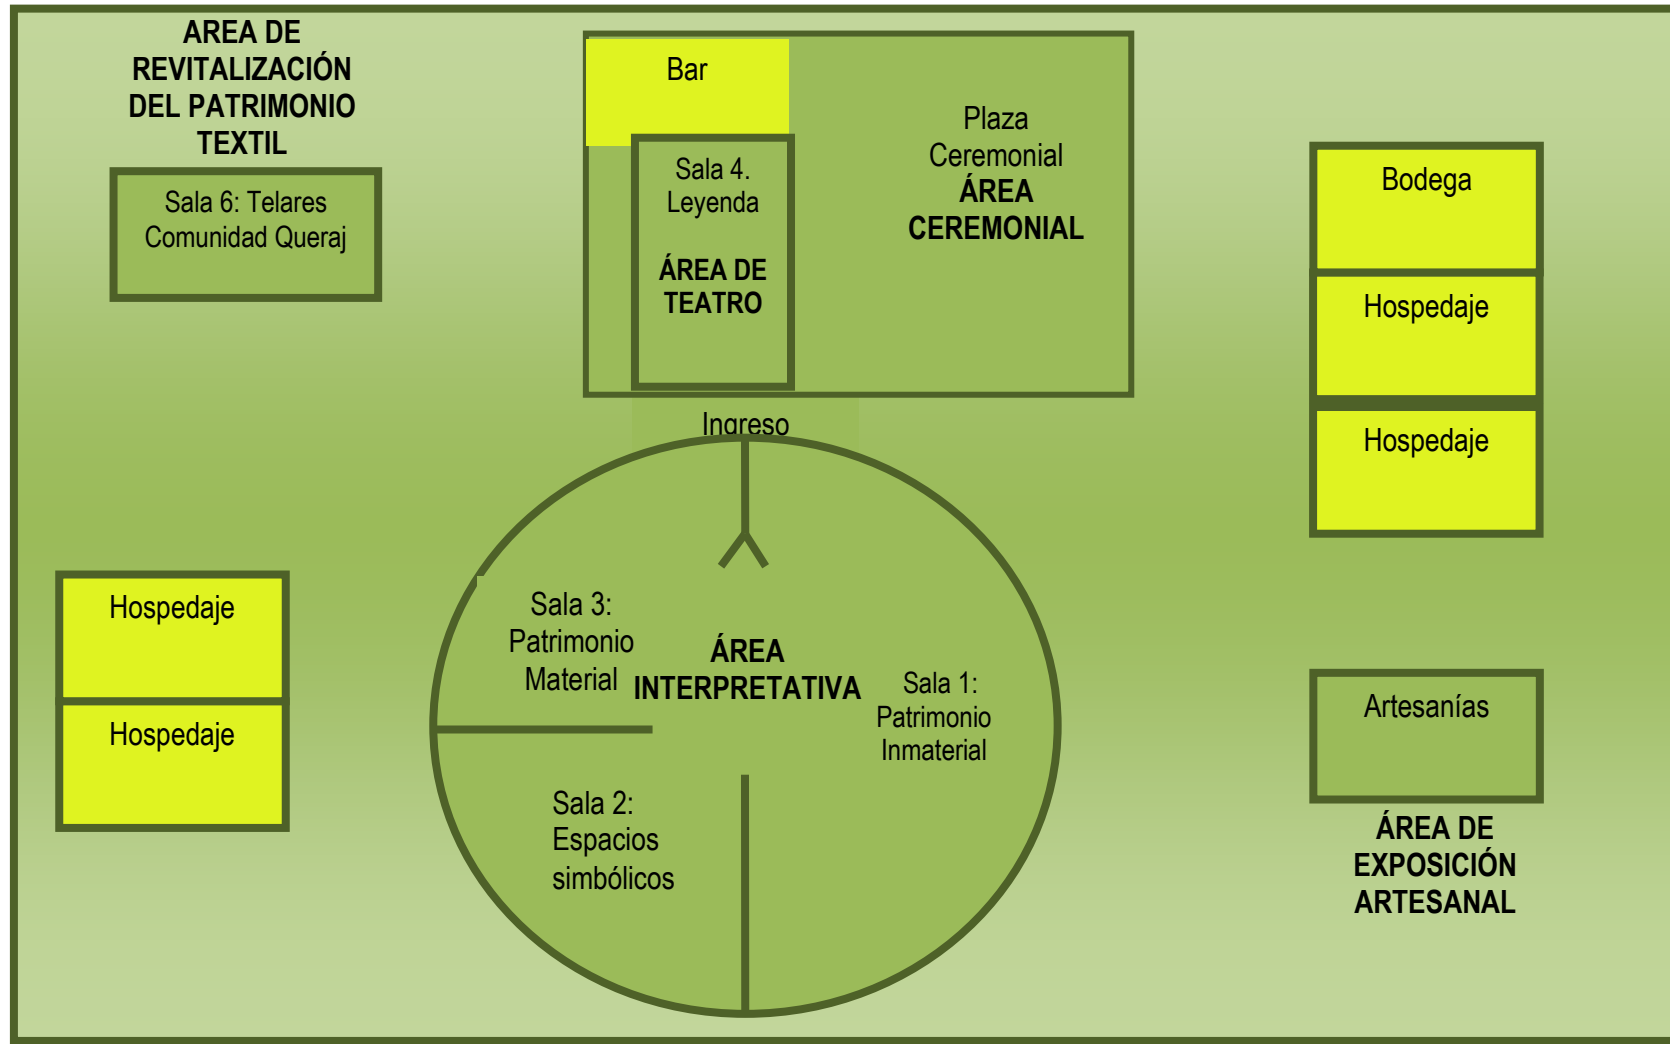 AREA DE
REVITALIZACIÓN
DEL PATRIMONIO
TEXTIL
Sala 6: Telares
Comunidad Queraj
Bar
Sala 4.
Leyenda
ÁREA DE
TEATRO
Plaza
Ceremonial
ÁREA
CEREMONIAL
Bodega
Hospedaje
Hospedaje
Ingreso
Hospedaje
Hospedaje
Sala 3:
Patrimonio
Material
ÁREA
INTERPRETATIVA
Sala 1:
Patrimonio
Inmaterial
Sala 2:
Espacios
simbólicos
Artesanías
ÁREA DE
EXPOSICIÓN
ARTESANAL